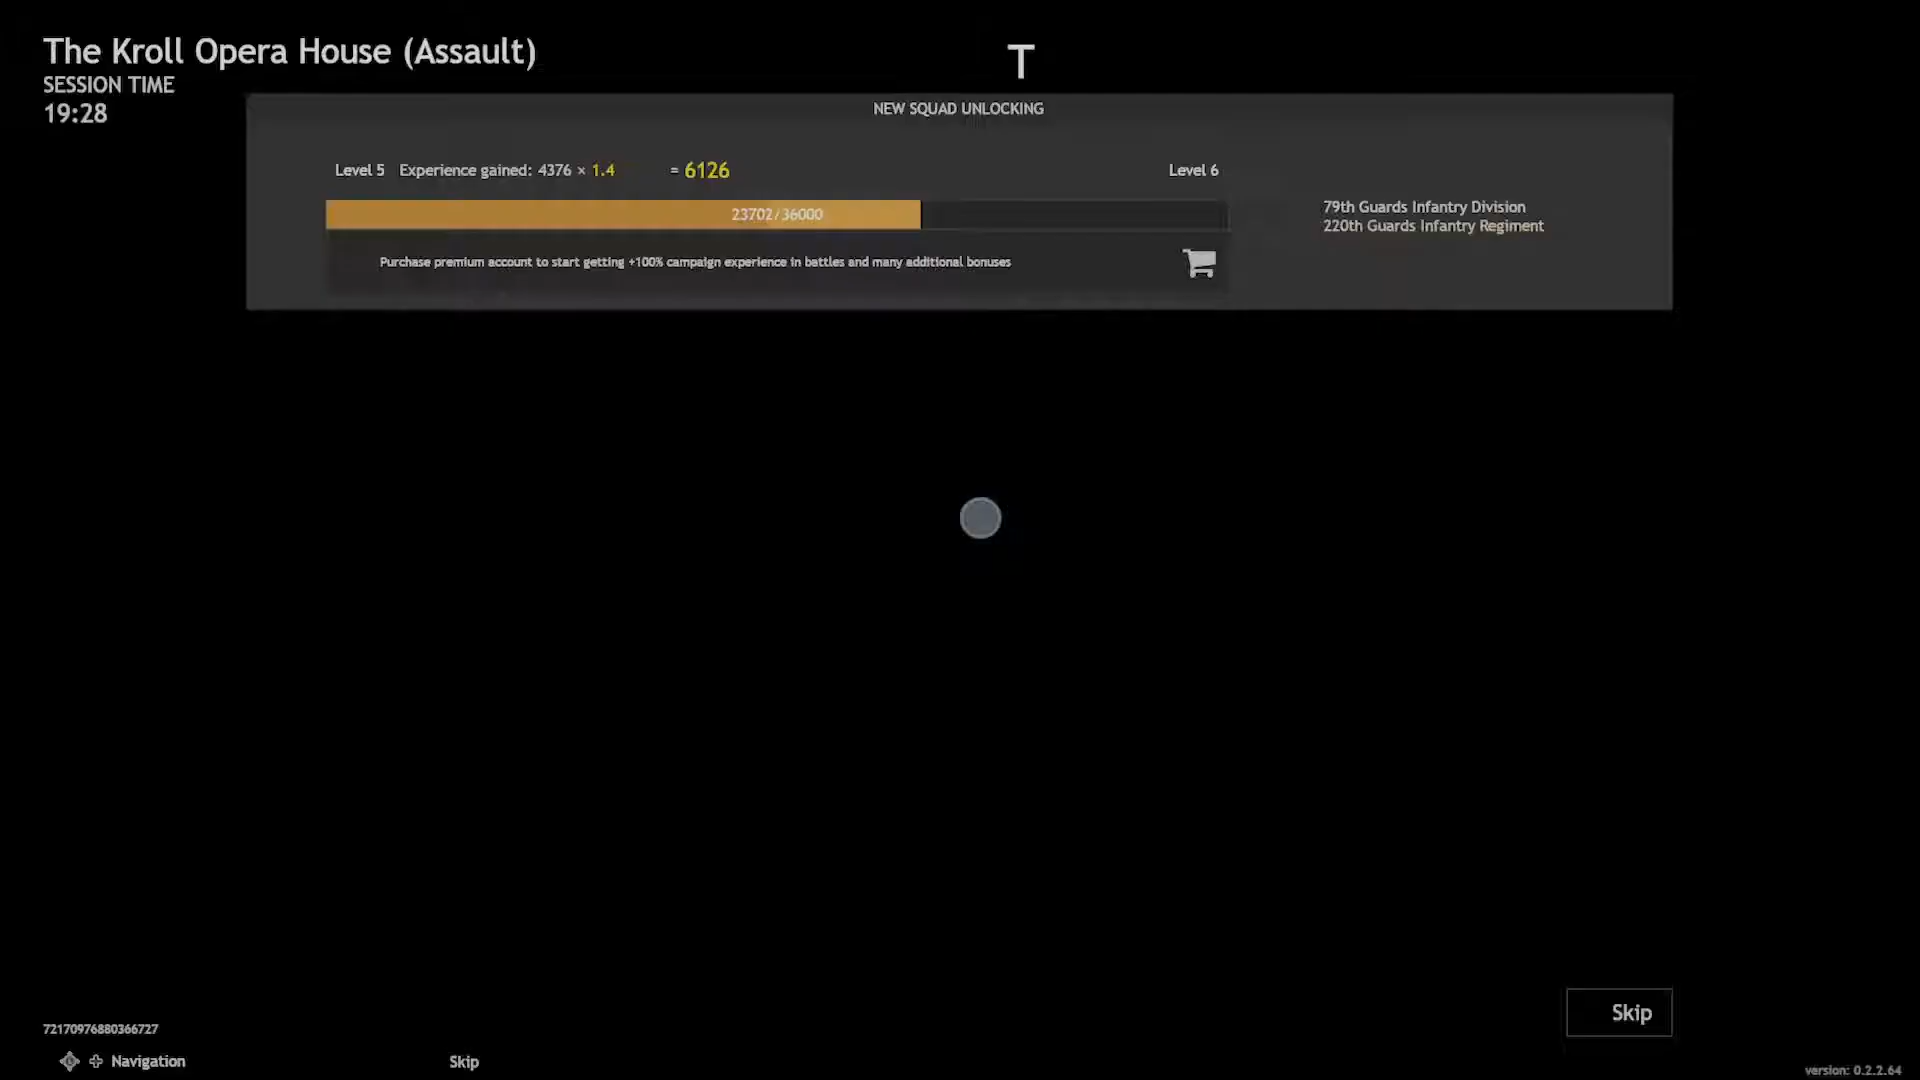 The Kroll Opera House (Assault)
T
SESSION TIME
19:28
NEW SQUAD UNLOCKING
Level 5 Experience gained: 4376 × 1.4 = 6126 Level 6
23702/36000
79th Guards Infantry Division
220th Guards Infantry Regiment
Purchase premium account to start getting +100% campaign experience in battles and many additional bonuses
Skip
72170976880366727
Navigation
Skip
version: 0.2.2.64